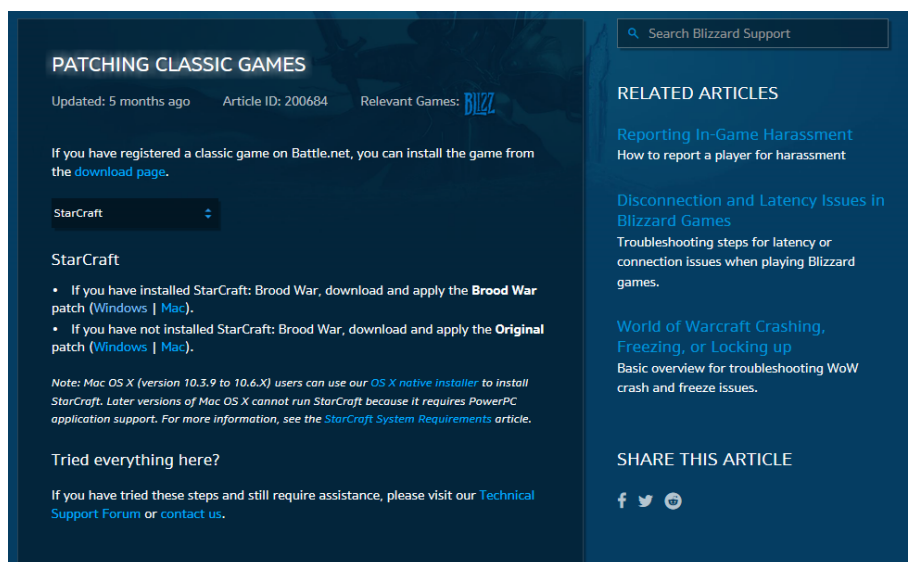 PATCHING CLASSIC GAMES
Updated: 5 months ago Article ID: 200684 Relevant Games: BLIZZ
If you have registered a classic game on Battle.net, you can install the game from
the download page.
StarCraft
StarCraft
• If you have installed StarCraft: Brood War, download and apply the Brood War
patch (Windows | Mac).
• If you have not installed StarCraft: Brood War, download and apply the Original
patch (Windows | Mac).
Note: Mac OS X (version 10.3.9 to 10.6.X) users can use our OS X native installer to install
StarCraft. Later versions of Mac OS X cannot run StarCraft because it requires PowerPC
application support. For more information, see the StarCraft System Requirements article.
Tried everything here?
If you have tried these steps and still require assistance, please visit our Technical
Support Forum or contact us.
Search Blizzard Support
RELATED ARTICLES
Reporting In-Game Harassment
How to report a player for harassment
Disconnection and Latency Issues in
Blizzard Games
Troubleshooting steps for latency or
connection issues when playing Blizzard
games.
World of Warcraft Crashing,
Freezing, or Locking up
Basic overview for troubleshooting WoW
crash and freeze issues.
SHARE THIS ARTICLE